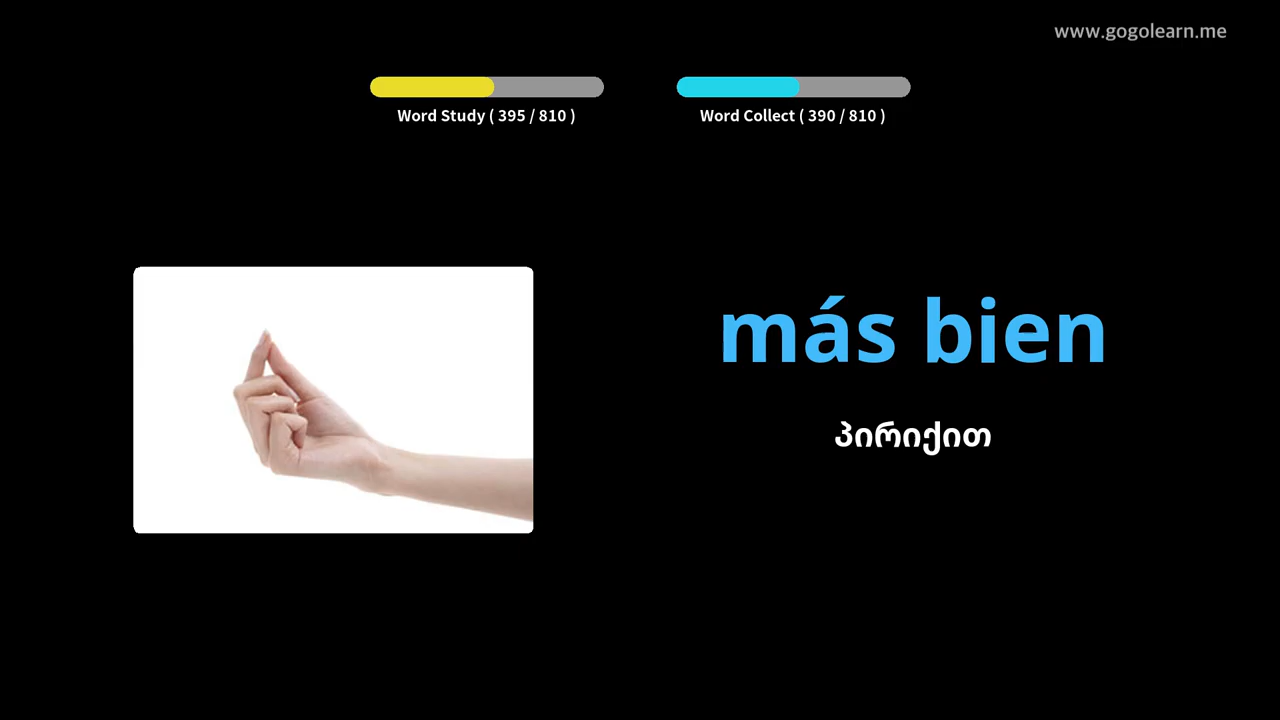 www.gogolearn.me
Word Study ( 395 / 810 )
Word Collect ( 390 / 810 )
más bien
პირიქით